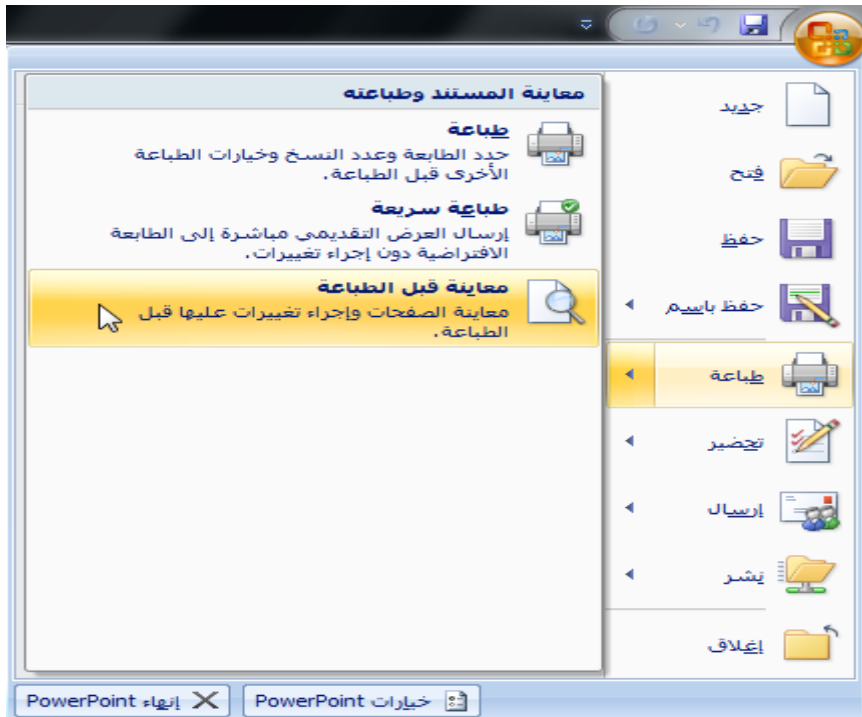 جديد
فتح
حفظ
حفظ باسم
طباعة
تحضير
إرسال
نشر
إغلاق
معاينة المستند وطباعته
طباعة
حدد الطابعة وعدد النسخ وخيارات الطباعة
الأخرى قبل الطباعة.
طباعة سريعة
إرسال العرض التقديمي مباشرة إلى الطابعة
الافتراضية دون إجراء تغييرات.
معاينة قبل الطباعة
معاينة الصفحات وإجراء تغييرات عليها قبل
الطباعة.
خيارات PowerPoint
إنهاء PowerPoint